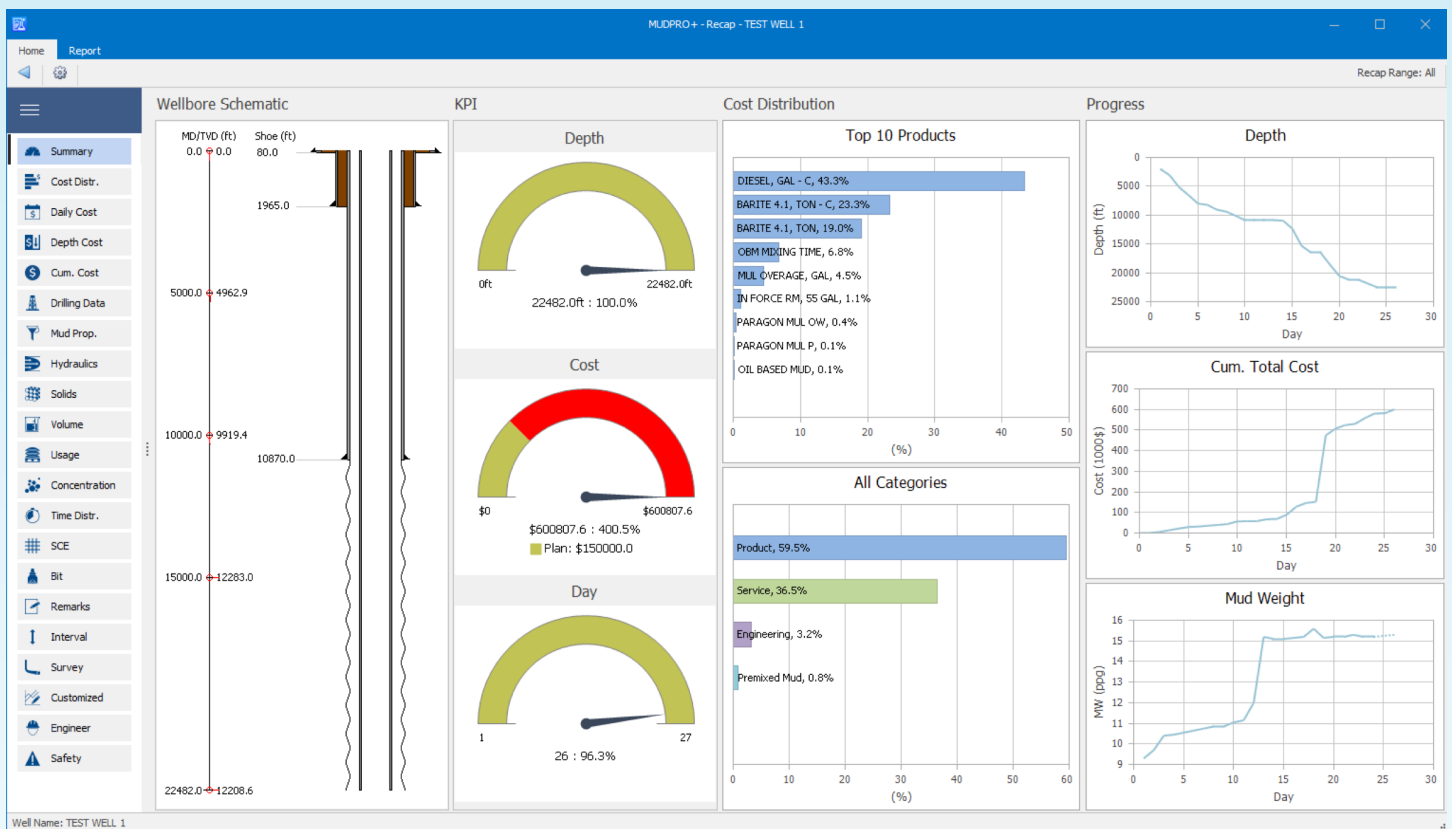 MUDPRO+ - Recap - TEST WELL 1
Home Report
Recap Range: All
Summary
Cost Distr.
Daily Cost
Depth Cost
Cum. Cost
Drilling Data
Mud Prop.
Hydraulics
Solids
Volume
Usage
Concentration
Time Distr.
SCE
Bit
Remarks
Interval
Survey
Customized
Engineer
Safety
Wellbore Schematic
MD/TVD (ft) Shoe (ft)
0.0 0.0 80.0
1965.0
5000.0 4962.9
10000.0 9919.4
10870.0
15000.0 12283.0
22482.0 12208.6
KPI
Depth
0ft 22482.0ft
22482.0ft : 100.0%
Cost
$0 $600807.6
$600807.6 : 400.5%
Plan: $150000.0
Day
1 27
26 : 96.3%
Cost Distribution
Top 10 Products
DIESEL, GAL - C, 43.3%
BARITE 4.1, TON - C, 23.3%
BARITE 4.1, TON, 19.0%
OBM MIXING TIME, 6.8%
MUL OVERAGE, GAL, 4.5%
IN FORCE RM, 55 GAL, 1.1%
PARAGON MUL OW, 0.4%
PARAGON MUL P, 0.1%
OIL BASED MUD, 0.1%
0 10 20 30 40 50
(%)
All Categories
Product, 59.5%
Service, 36.5%
Engineering, 3.2%
Premixed Mud, 0.8%
0 10 20 30 40 50 60
(%)
Progress
Depth
Depth (ft)
0
5000
10000
15000
20000
25000
0 5 10 15 20 25 30
Day
Cum. Total Cost
Cost (1000$)
700
600
500
400
300
200
100
0
0 5 10 15 20 25 30
Day
Mud Weight
MW (ppg)
16
15
14
13
12
11
10
9
0 5 10 15 20 25 30
Day
Well Name: TEST WELL 1